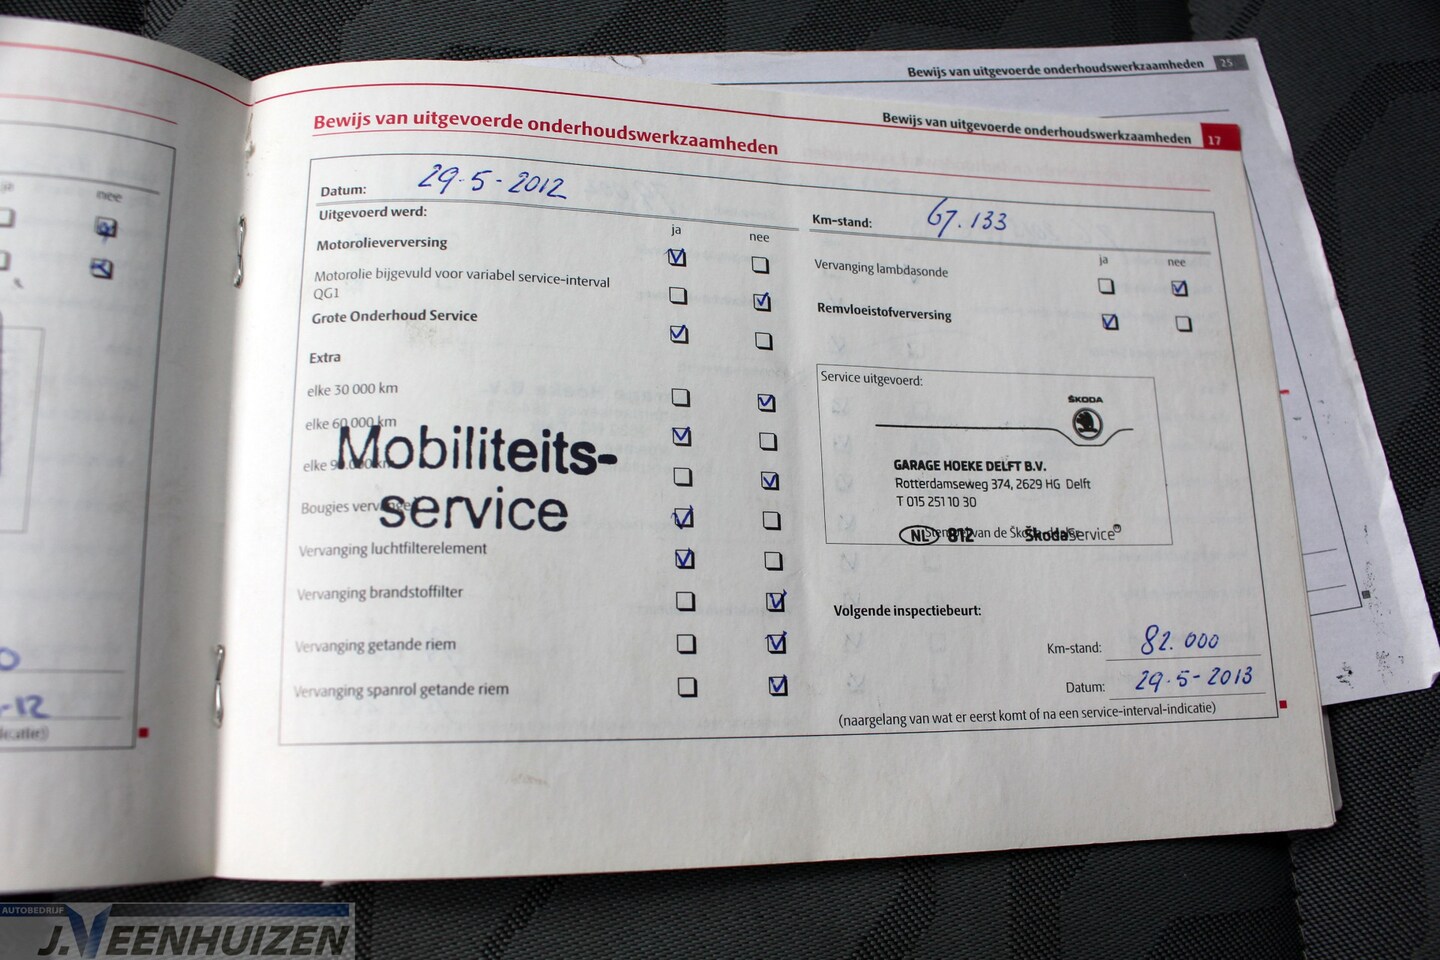 Bewijs van uitgevoerde onderhoudswerkzaamheden 25
Bewijs van uitgevoerde onderhoudswerkzaamheden 17
Bewijs van uitgevoerde onderhoudswerkzaamheden
nee
Datum: 29-5-2012
Km-stand: 67.133
Uitgevoerd werd:
ja nee
Motorolieverversing
Motorolie bijgevuld voor variabel service-interval
QG1
Grote Onderhoud Service
Extra
elke 30 000 km
elke 60 000 km
Mobiliteits-
service
Vervanging luchtfilterelement
Vervanging brandstoffilter
Vervanging getande riem
Vervanging spanrol getande riem
ja nee
Vervanging lambdasonde
Remvloeistofverversing
Service uitgevoerd:
ŠKODA
GARAGE HOEKE DELFT B.V.
Rotterdamseweg 374, 2629 HG Delft
T 015 251 10 30
NL 812 ŠkodaService
Volgende inspectiebeurt:
Km-stand: 82.000
Datum: 29-5-2013
(naargelang van wat er eerst komt of na een service-interval-indicatie)
-12
AUTOBEDRIJF
J. VEENHUIZEN